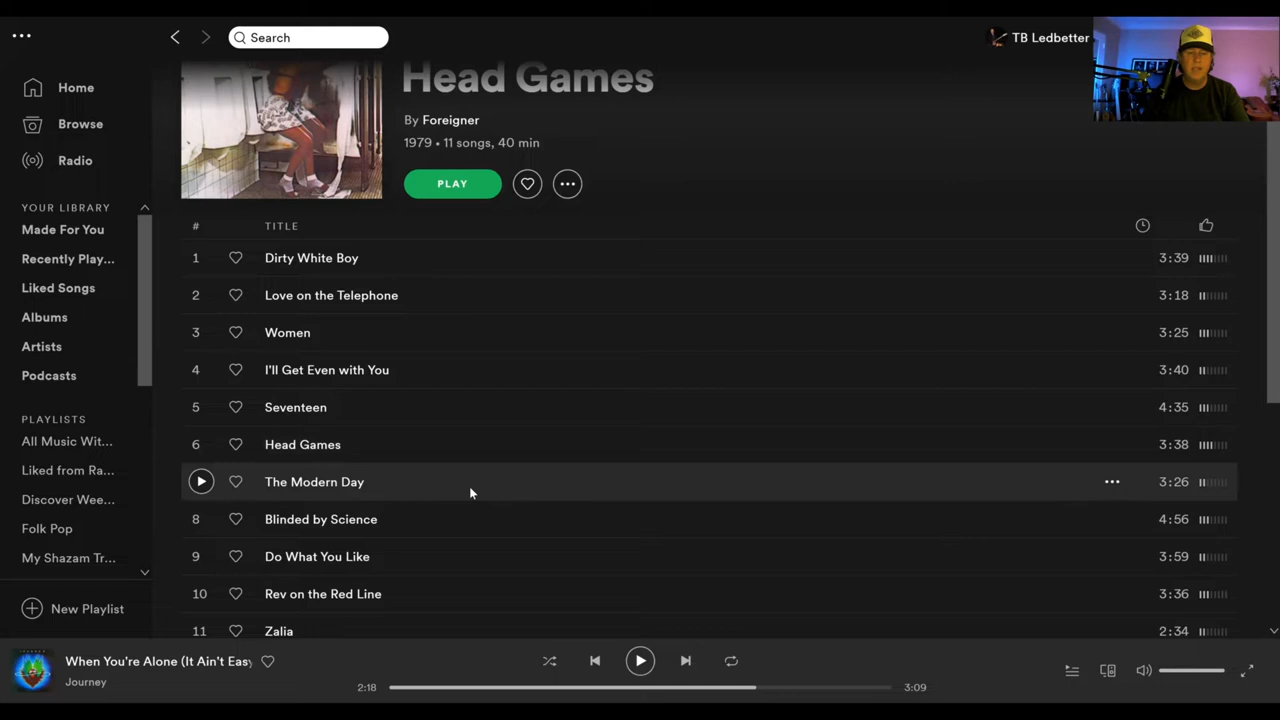 Search
TB Ledbetter
Home
Browse
Radio
YOUR LIBRARY
Made For You
Recently Play...
Liked Songs
Albums
Artists
Podcasts
PLAYLISTS
All Music Wit...
Liked from Ra...
Discover Wee...
Folk Pop
My Shazam Tr...
New Playlist
Head Games
By Foreigner
1979 • 11 songs, 40 min
PLAY
# TITLE
1 Dirty White Boy 3:39
2 Love on the Telephone 3:18
3 Women 3:25
4 I'll Get Even with You 3:40
5 Seventeen 4:35
6 Head Games 3:38
The Modern Day 3:26
8 Blinded by Science 4:56
9 Do What You Like 3:59
10 Rev on the Red Line 3:36
11 Zalia 2:34
When You're Alone (It Ain't Easy
Journey
2:18
3:09